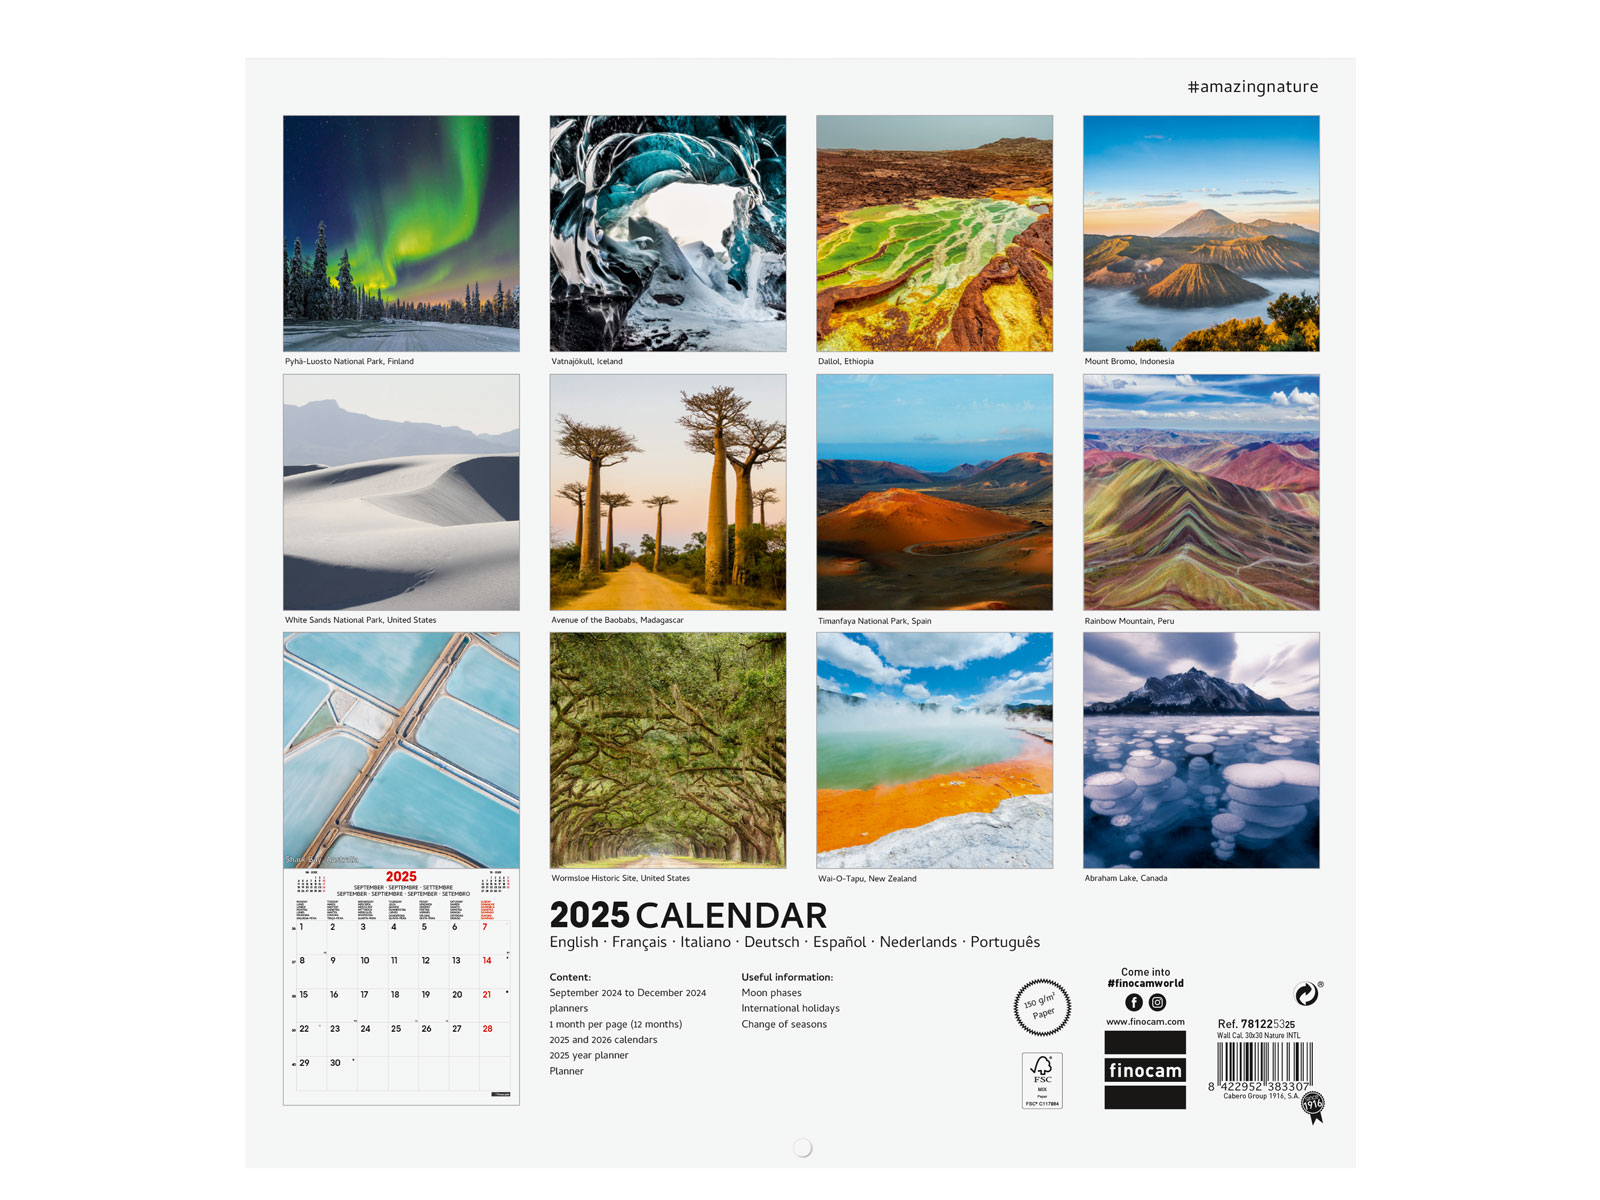 #amazingnature
Pyhä-Luosto National Park, Finland
Vatnajökull, Iceland
Dallol, Ethiopia
Mount Bromo, Indonesia
White Sands National Park, United States
Avenue of the Baobabs, Madagascar
Timanfaya National Park, Spain
Rainbow Mountain, Peru
Shark Bay, Australia
Wormsloe Historic Site, United States
Wai-O-Tapu, New Zealand
Abraham Lake, Canada
2025
SEPTEMBER · SEPTEMBRE · SETTEMBRE
SEPTEMBER · SEPTIEMBRE · SEPTEMBER · SETEMBRO
1 2 3 4 5 6 7
8 9 10 11 12 13 14
15 16 17 18 19 20 21
22 23 24 25 26 27 28
29 30
finocam
2025 CALENDAR
English · Français · Italiano · Deutsch · Español · Nederlands · Português
Content:
September 2024 to December 2024
planners
1 month per page (12 months)
2025 and 2026 calendars
2025 year planner
Planner
Useful information:
Moon phases
International holidays
Change of seasons
150 g/m²
Paper
FSC
MIX
Paper
FSC® C117894
Come into
#finocamworld
www.finocam.com
finocam
®
Ref. 781225325
Wall Cal. 30x30 Nature INTL
8 422952 383307
Cabero Group 1916, S.A.
1916